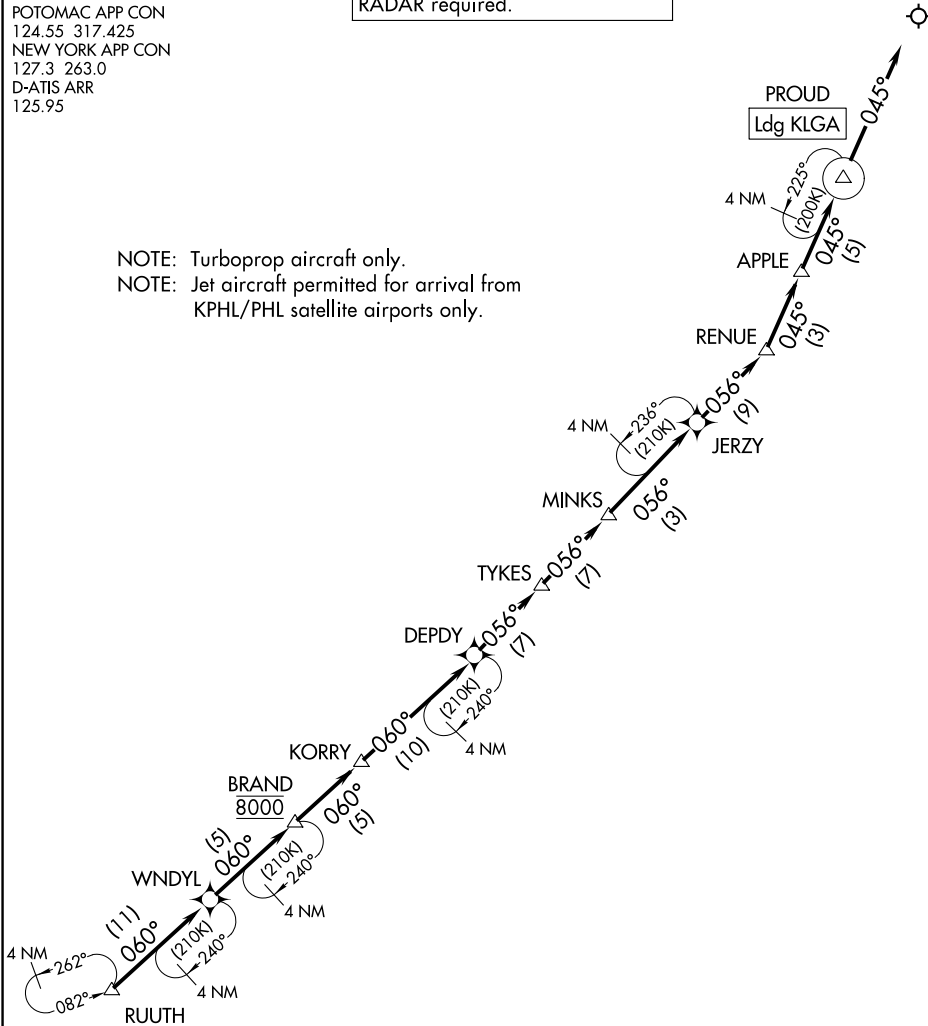 POTOMAC APP CON
124.55 317.425
NEW YORK APP CON
127.3 263.0
D-ATIS ARR
125.95
RADAR required.
NOTE: Turboprop aircraft only.
NOTE: Jet aircraft permitted for arrival from
KPHL/PHL satellite airports only.
045°
PROUD
Ldg KLGA
225°
(200K)
4 NM
045°
(5)
APPLE
045°
(3)
RENUE
056°
(9)
236°
(210K)
4 NM
JERZY
056°
(3)
MINKS
056°
(7)
TYKES
056°
(7)
DEPDY
(210K)
240°
4 NM
060°
(10)
KORRY
060°
(5)
BRAND
8000
(210K)
240°
4 NM
(5)
060°
WNDYL
(210K)
240°
4 NM
(11)
060°
4 NM
262°
082°
RUUTH